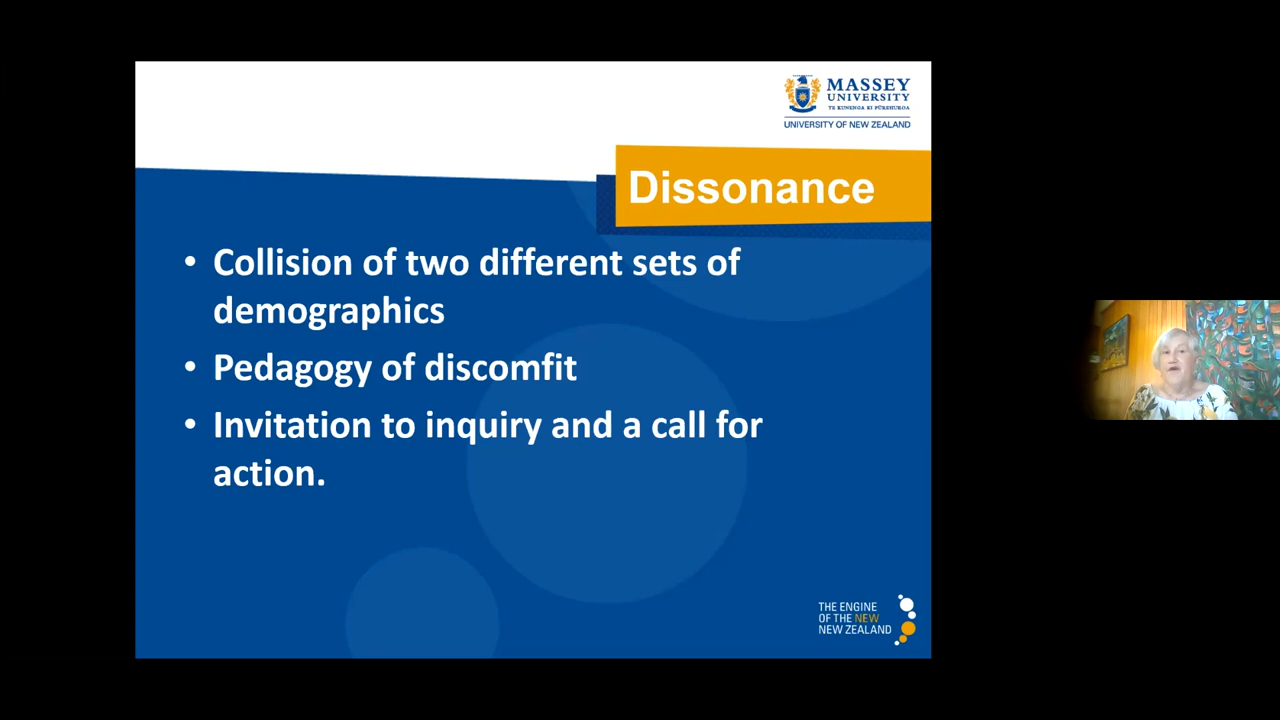 MASSEY
UNIVERSITY
TE KUNENGA KI PŪREHUROA
UNIVERSITY OF NEW ZEALAND
Dissonance
• Collision of two different sets of
demographics
• Pedagogy of discomfit
• Invitation to inquiry and a call for
action.
THE ENGINE
OF THE NEW
NEW ZEALAND